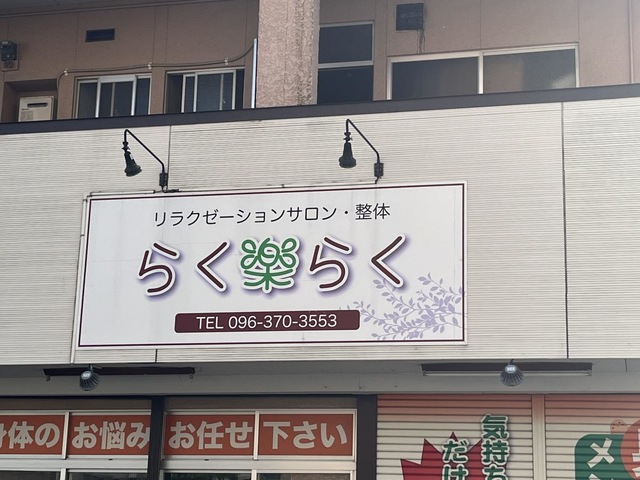 リラクゼーションサロン・整体
らく楽らく
TEL 096-370-3553
身体の お悩み お任せ 下さい
気持ち
だけ
メ